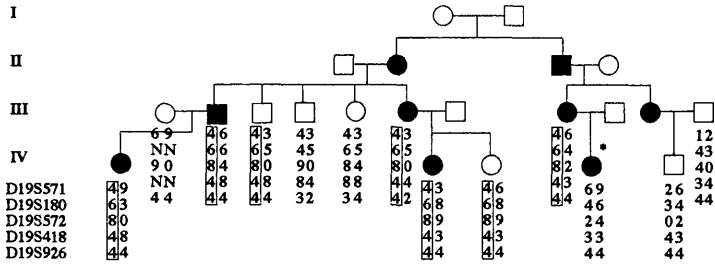 I
II
III
69 46 43 43 43 43 46 * 12
NN 66 65 45 65 65 64 43
IV 90 84 80 90 84 80 82 40
NN 48 48 84 88 44 43 34
44 44 44 32 34 42 44 44
D19S571 49 43 46 69 26
D19S180 63 68 68 46 34
D19S572 80 89 89 24 02
D19S418 48 43 43 33 43
D19S926 44 44 44 44 44